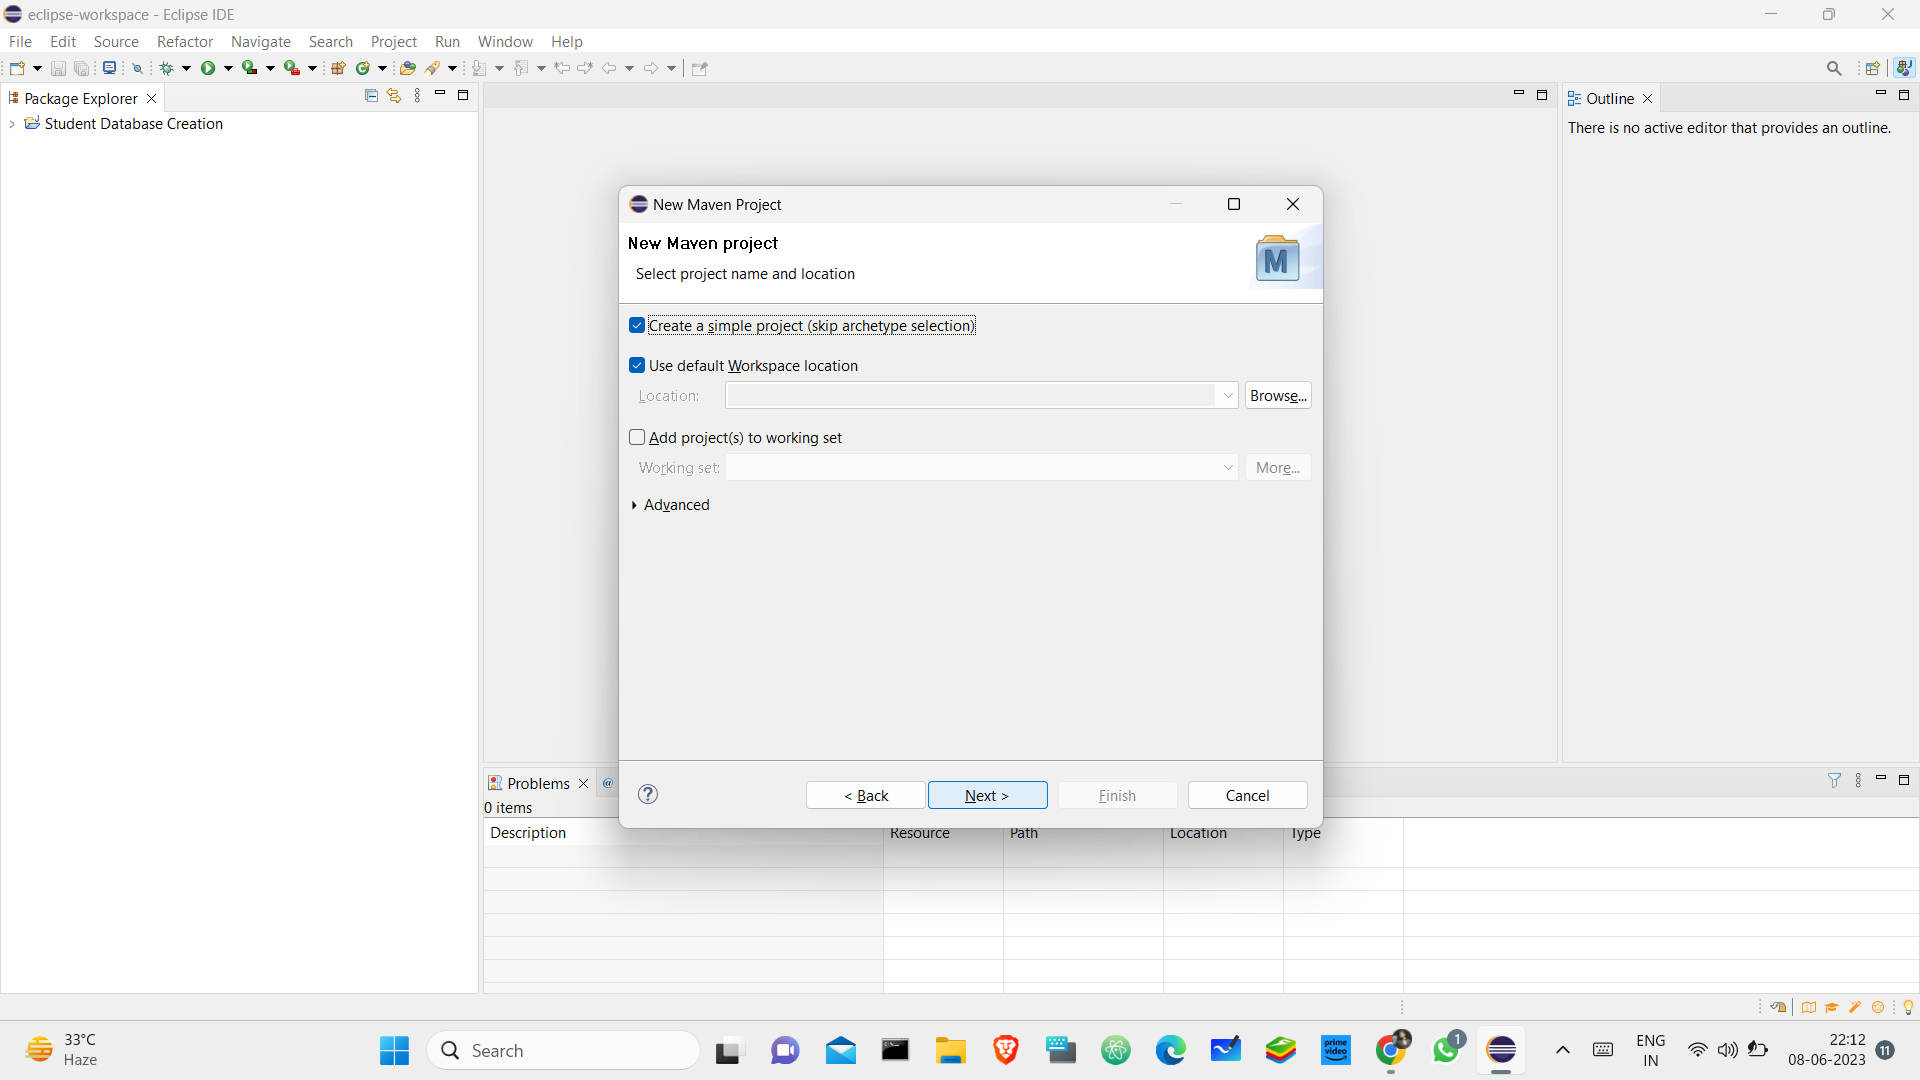 eclipse-workspace - Eclipse IDE
File Edit Source Refactor Navigate Search Project Run Window Help
Package Explorer
Student Database Creation
Outline
There is no active editor that provides an outline.
New Maven Project
New Maven project
Select project name and location
M
Create a simple project (skip archetype selection)
Use default Workspace location
Location:
Browse...
Add project(s) to working set
Working set:
More...
Advanced
< Back
Next >
Finish
Cancel
Problems
@
0 items
Description Resource Path Location Type
33°C
Haze
Search
prime video
1
ENG
IN
22:12
08-06-2023
11